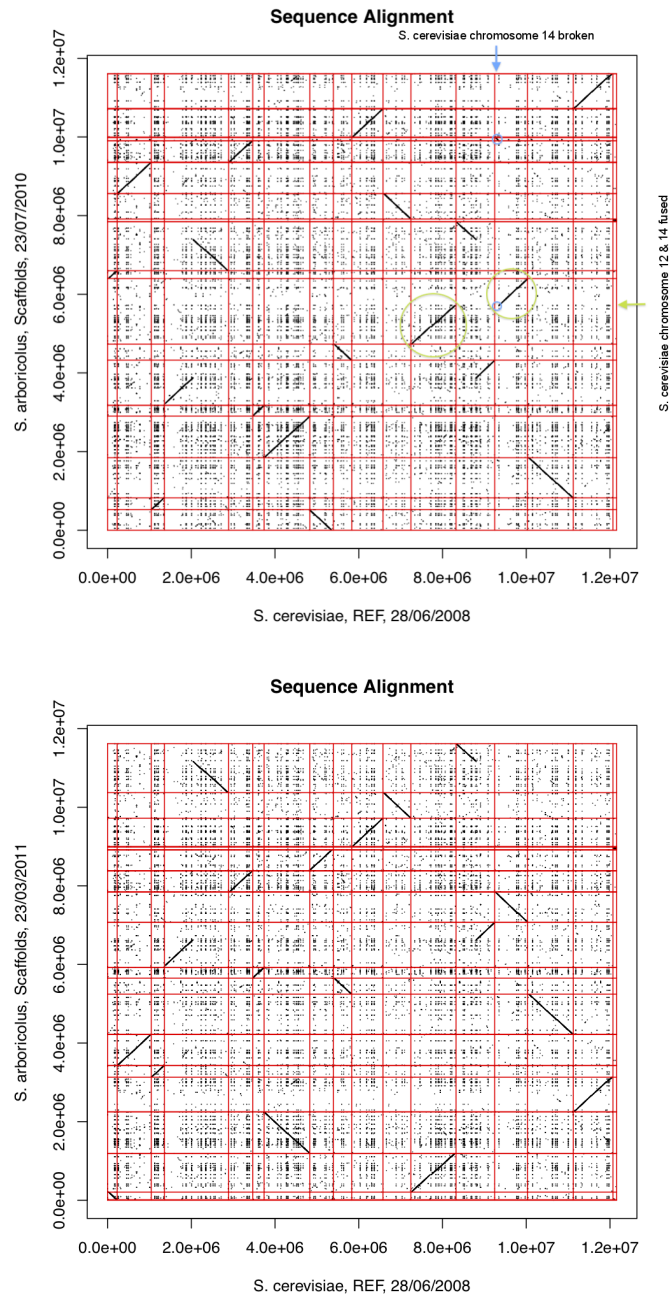 Sequence Alignment
S. cerevisiae chromosome 14 broken
1.2e+07
1.0e+07
8.0e+06
6.0e+06
4.0e+06
2.0e+06
0.0e+00
S. arboricolus, Scaffolds, 23/07/2010
S. cerevisiae chromosome 12 & 14 fused
0.0e+00 2.0e+06 4.0e+06 6.0e+06 8.0e+06 1.0e+07 1.2e+07
S. cerevisiae, REF, 28/06/2008
Sequence Alignment
1.2e+07
1.0e+07
8.0e+06
6.0e+06
4.0e+06
2.0e+06
0.0e+00
S. arboricolus, Scaffolds, 23/03/2011
0.0e+00 2.0e+06 4.0e+06 6.0e+06 8.0e+06 1.0e+07 1.2e+07
S. cerevisiae, REF, 28/06/2008